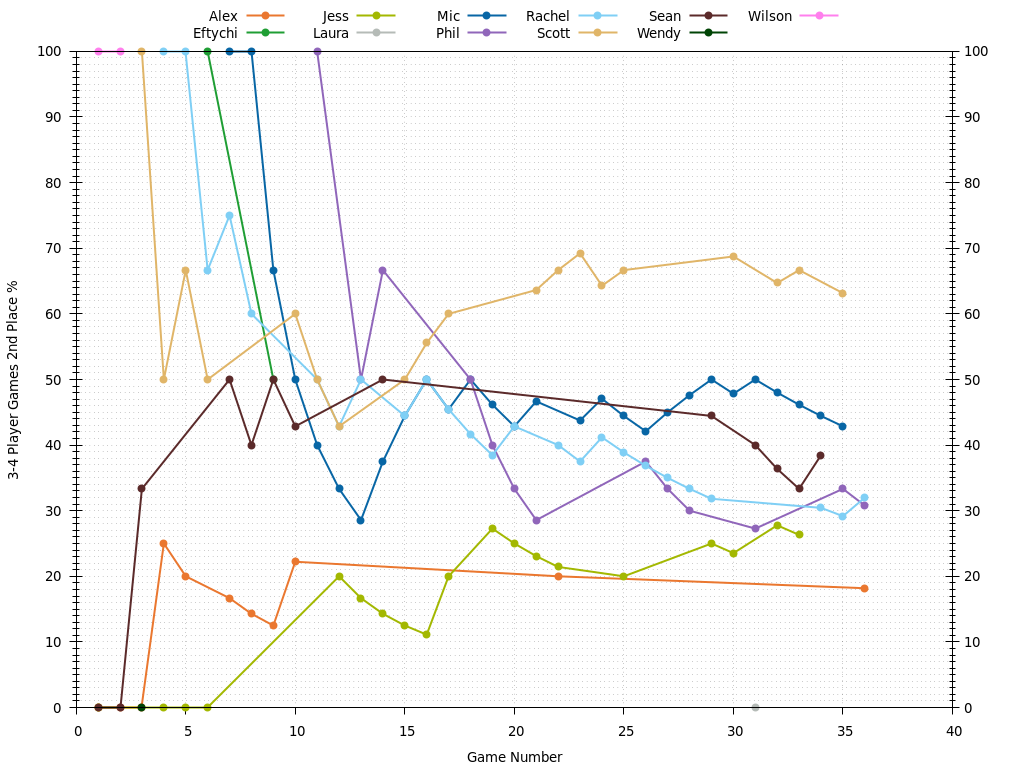 Alex Jess Mic Rachel Sean Wilson
Eftychi Laura Phil Scott Wendy
100 100
90 90
80 80
70 70
60 60
50 50
40 40
30 30
20 20
10 10
0 0
3-4 Player Games 2nd Place %
0 5 10 15 20 25 30 35 40
Game Number